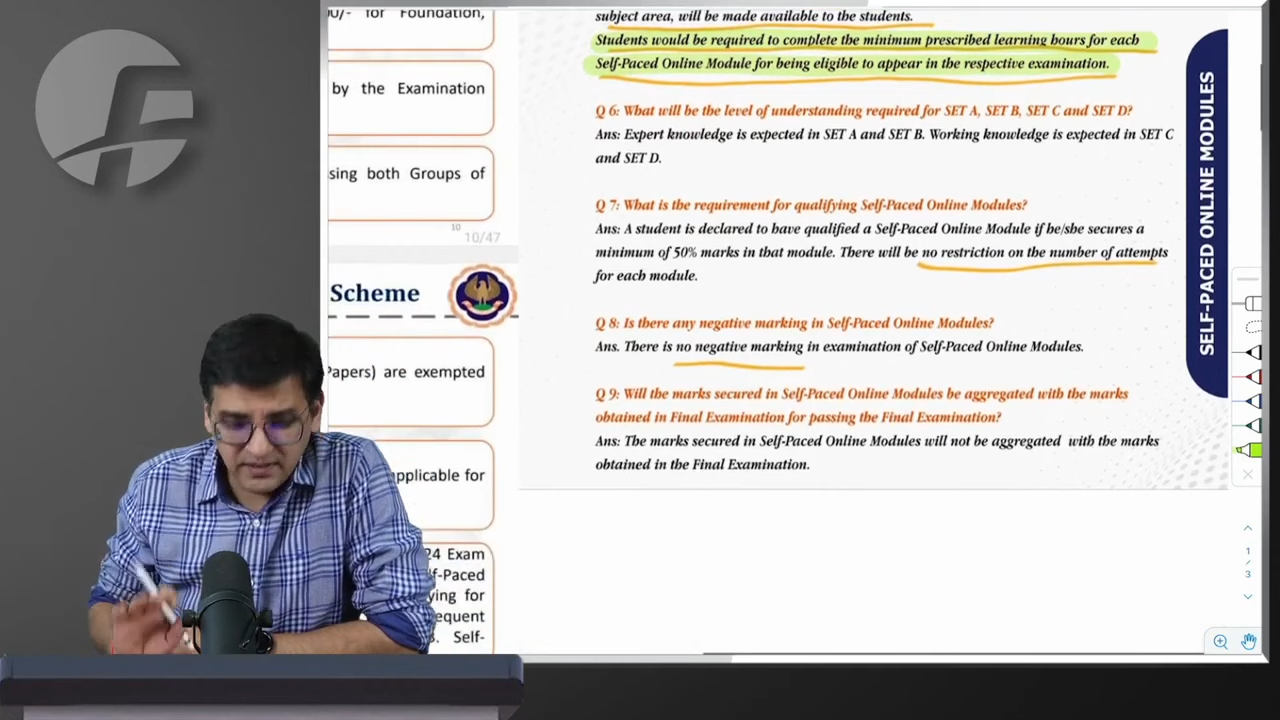 0/- for Foundation,
by the Examination
sing both Groups of
10
10/47
Scheme
Papers) are exempted
applicable for
24 Exam
f-Paced
ying for
equent
. Self-
subject area, will be made available to the students.
Students would be required to complete the minimum prescribed learning hours for each
Self-Paced Online Module for being eligible to appear in the respective examination.
Q 6: What will be the level of understanding required for SET A, SET B, SET C and SET D?
Ans: Expert knowledge is expected in SET A and SET B. Working knowledge is expected in SET C
and SET D.
Q 7: What is the requirement for qualifying Self-Paced Online Modules?
Ans: A student is declared to have qualified a Self-Paced Online Module if he/she secures a
minimum of 50% marks in that module. There will be no restriction on the number of attempts
for each module.
Q 8: Is there any negative marking in Self-Paced Online Modules?
Ans. There is no negative marking in examination of Self-Paced Online Modules.
Q 9: Will the marks secured in Self-Paced Online Modules be aggregated with the marks
obtained in Final Examination for passing the Final Examination?
Ans: The marks secured in Self-Paced Online Modules will not be aggregated with the marks
obtained in the Final Examination.
SELF-PACED ONLINE MODULES
1
/
3